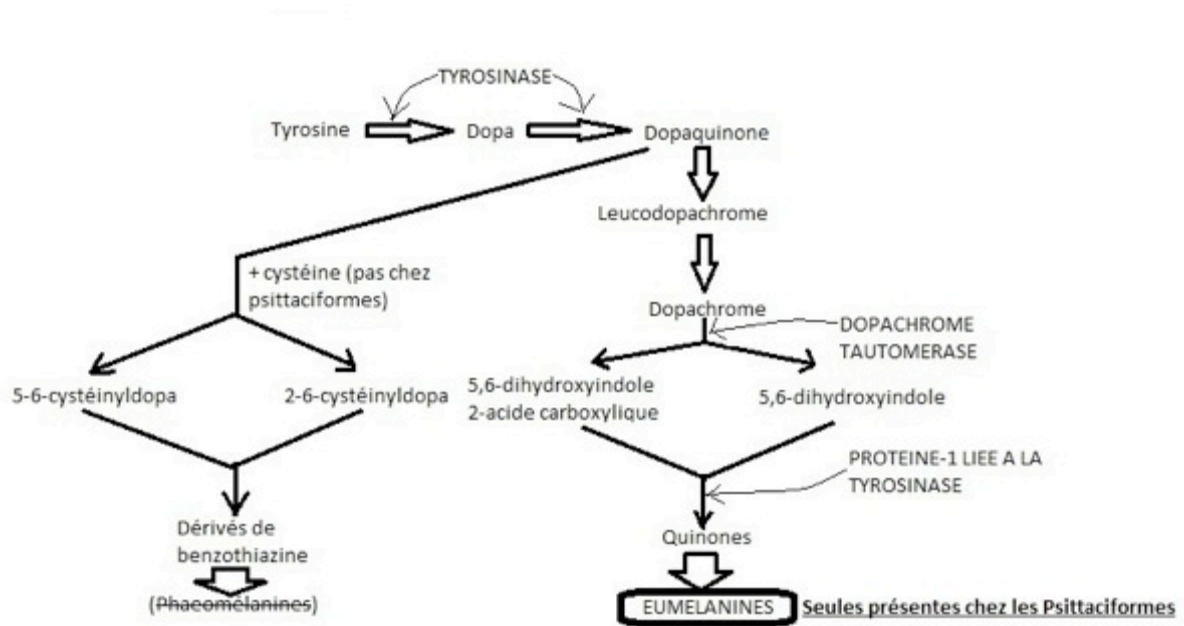 TYROSINASE
Tyrosine
Dopa
Dopaquinone
Leucodopachrome
+ cystéine (pas chez
psittaciformes)
Dopachrome
DOPACHROME
TAUTOMERASE
5-6-cystéinyldopa
2-6-cystéinyldopa
5,6-dihydroxyindole
2-acide carboxylique
5,6-dihydroxyindole
PROTEINE-1 LIEE A LA
TYROSINASE
Dérivés de
benzothiazine
Quinones
(Phaeomélanines)
EUMELANINES
Seules présentes chez les Psittaciformes